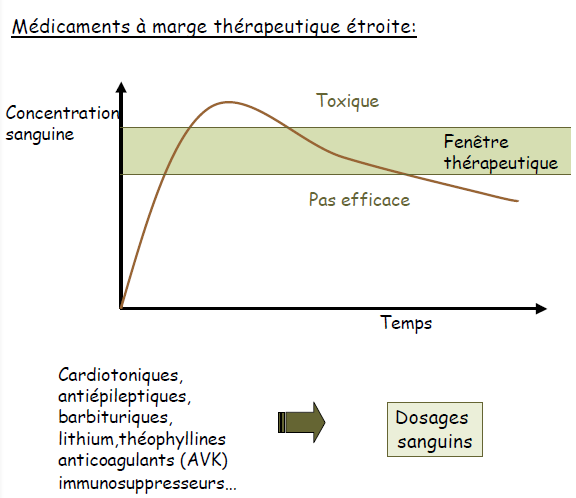 Médicaments à marge thérapeutique étroite:
Concentration
sanguine
Toxique
Fenêtre
thérapeutique
Pas efficace
Temps
Cardiotoniques,
antiépileptiques,
barbituriques,
lithium,théophyllines
anticoagulants (AVK)
immunosuppresseurs…
Dosages
sanguins